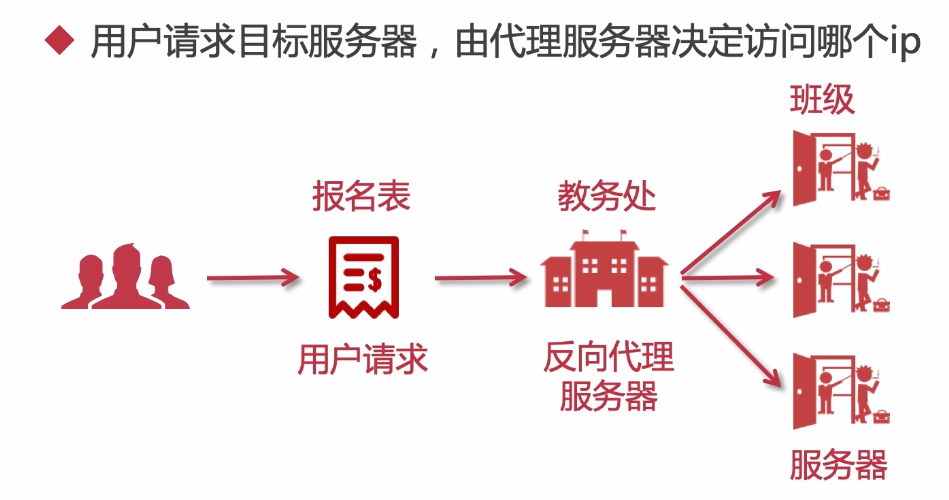 用户请求目标服务器，由代理服务器决定访问哪个ip
班级
报名表
教务处
$
用户请求
反向代理
服务器
服务器